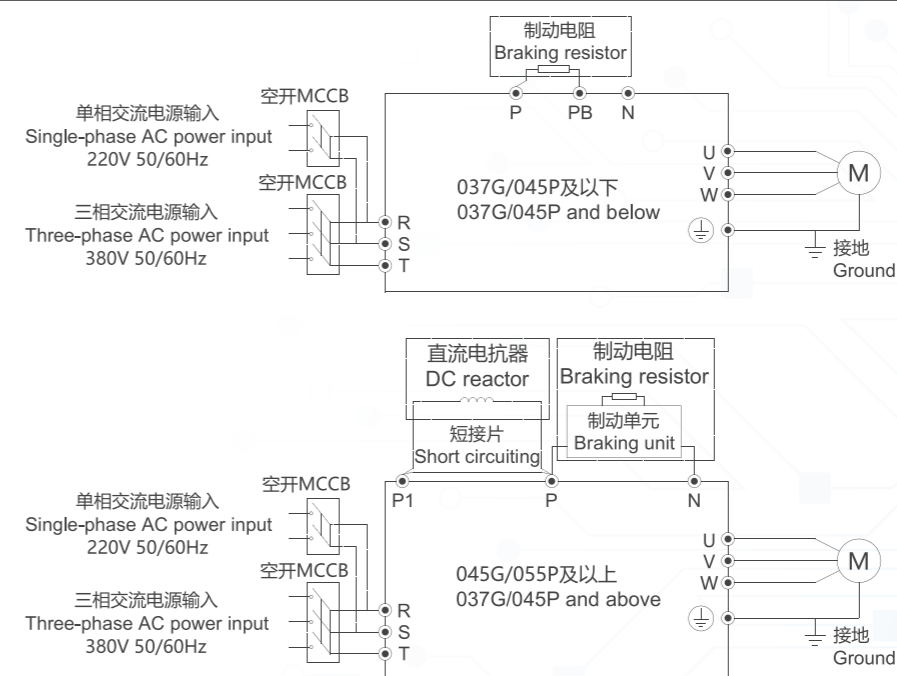 制动电阻
Braking resistor
P
PB
N
空开MCCB
单相交流电源输入
Single-phase AC power input
220V 50/60Hz
空开MCCB
三相交流电源输入
Three-phase AC power input
380V 50/60Hz
R
S
T
037G/045P及以下
037G/045P and below
U
V
W
M
接地
Ground
直流电抗器
DC reactor
短接片
Short circuiting
制动电阻
Braking resistor
制动单元
Braking unit
P1
P
N
空开MCCB
单相交流电源输入
Single-phase AC power input
220V 50/60Hz
空开MCCB
三相交流电源输入
Three-phase AC power input
380V 50/60Hz
R
S
T
045G/055P及以上
037G/045P and above
U
V
W
M
接地
Ground